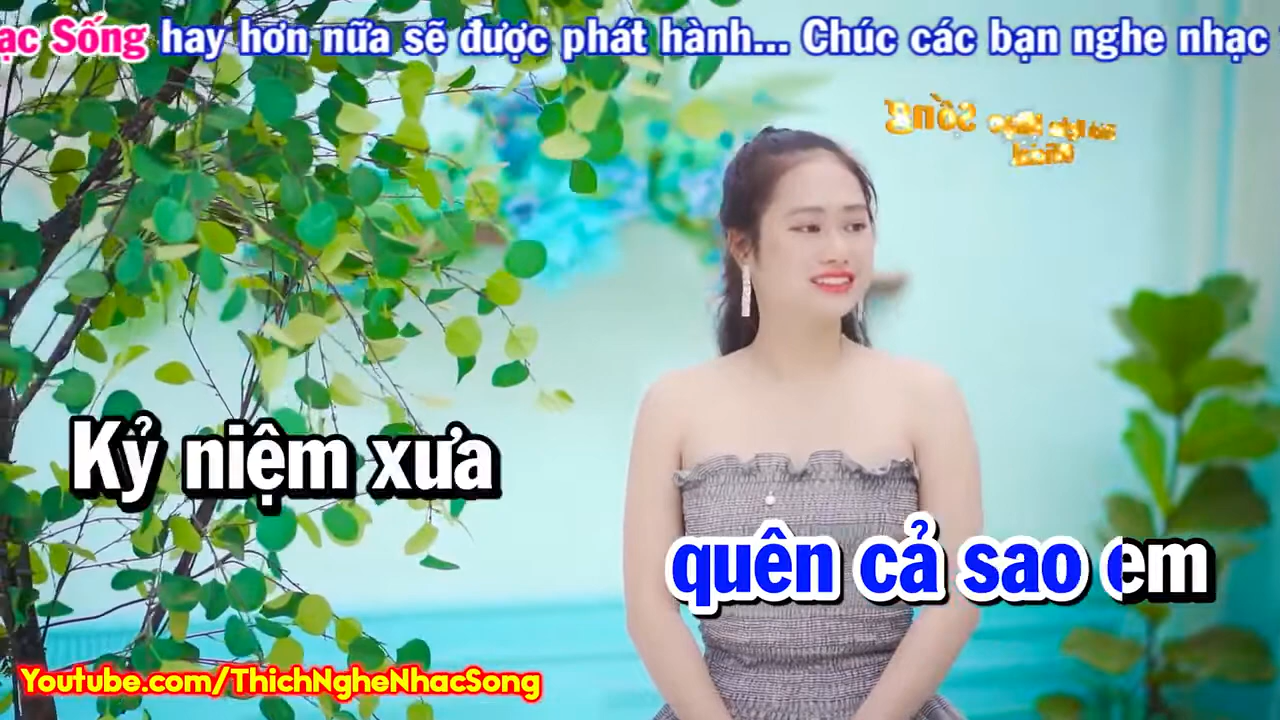 ạc Sống hay hơn nữa sẽ được phát hành... Chúc các bạn nghe nhạc
Sống
Kỷ niệm xưa
quên cả sao em
Youtube.com/ThichNgheNhacSong